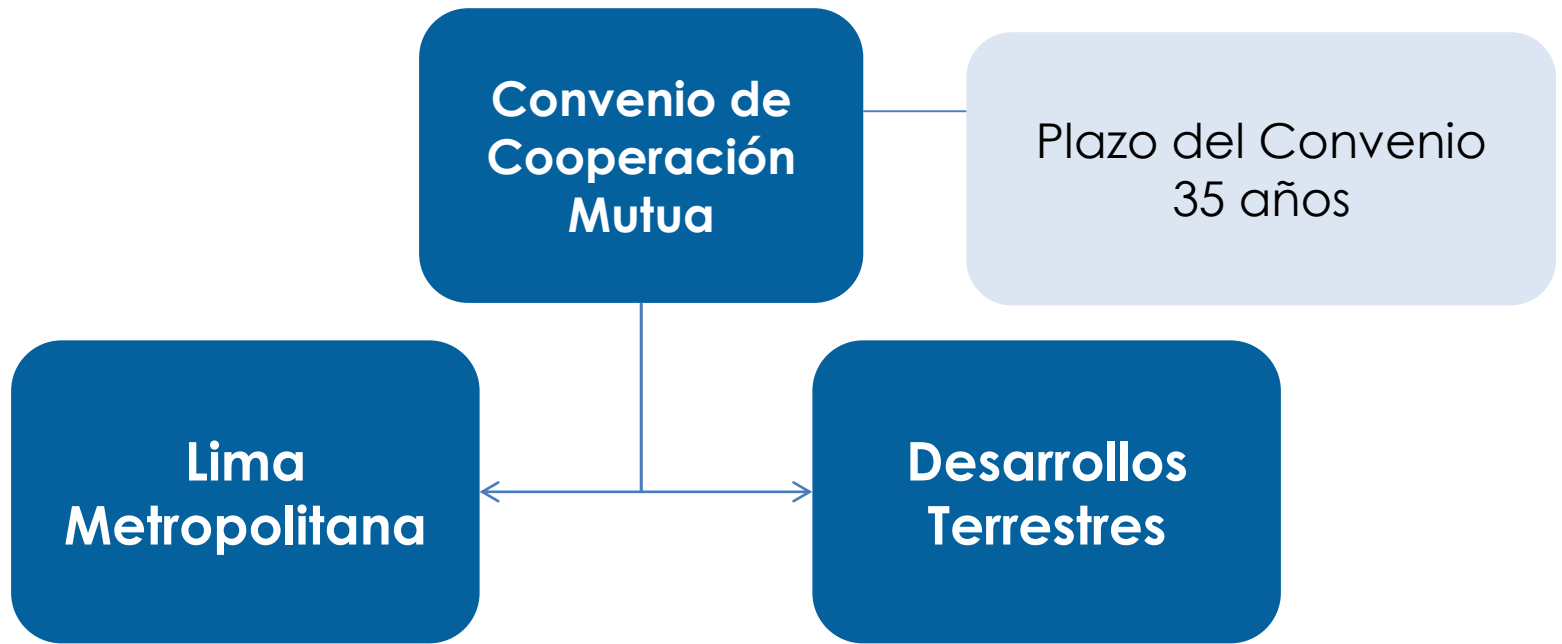 Convenio de
Cooperación
Mutua
Plazo del Convenio
35 años
Lima
Metropolitana
Desarrollos
Terrestres